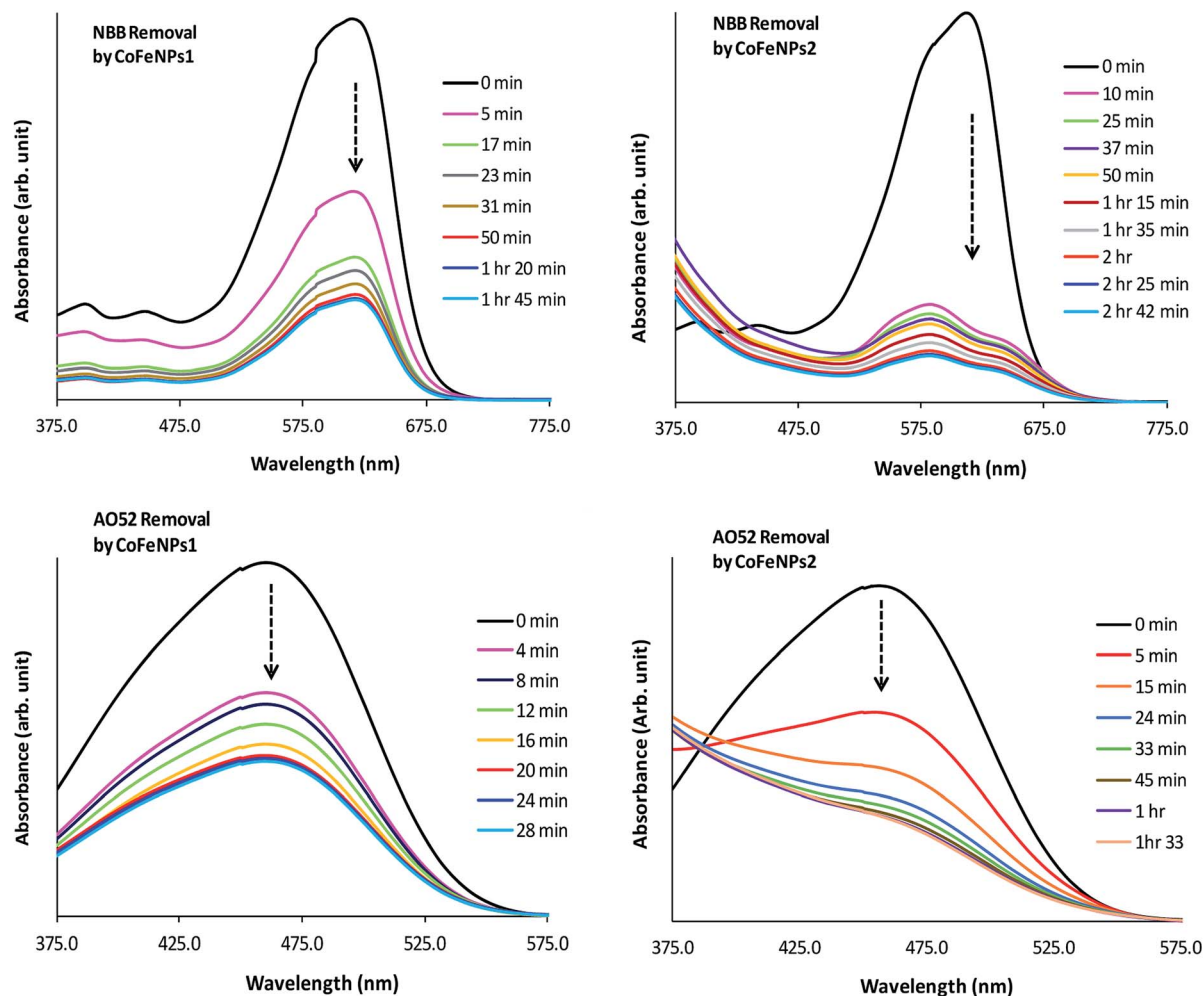 NBB Removal
by CoFeNPs1
Absorbance (arb. unit)
0 min
5 min
17 min
23 min
31 min
50 min
1 hr 20 min
1 hr 45 min
375.0 475.0 575.0 675.0 775.0
Wavelength (nm)
NBB Removal
by CoFeNPs2
Absorbance (arb. unit)
0 min
10 min
25 min
37 min
50 min
1 hr 15 min
1 hr 35 min
2 hr
2 hr 25 min
2 hr 42 min
375.0 475.0 575.0 675.0 775.0
Wavelength (nm)
AO52 Removal
by CoFeNPs1
Absorbance (arb. unit)
0 min
4 min
8 min
12 min
16 min
20 min
24 min
28 min
375.0 425.0 475.0 525.0 575.0
Wavelength (nm)
AO52 Removal
by CoFeNPs2
Absorbance (Arb. unit)
0 min
5 min
15 min
24 min
33 min
45 min
1 hr
1hr 33
375.0 425.0 475.0 525.0 575.0
Wavelength (nm)